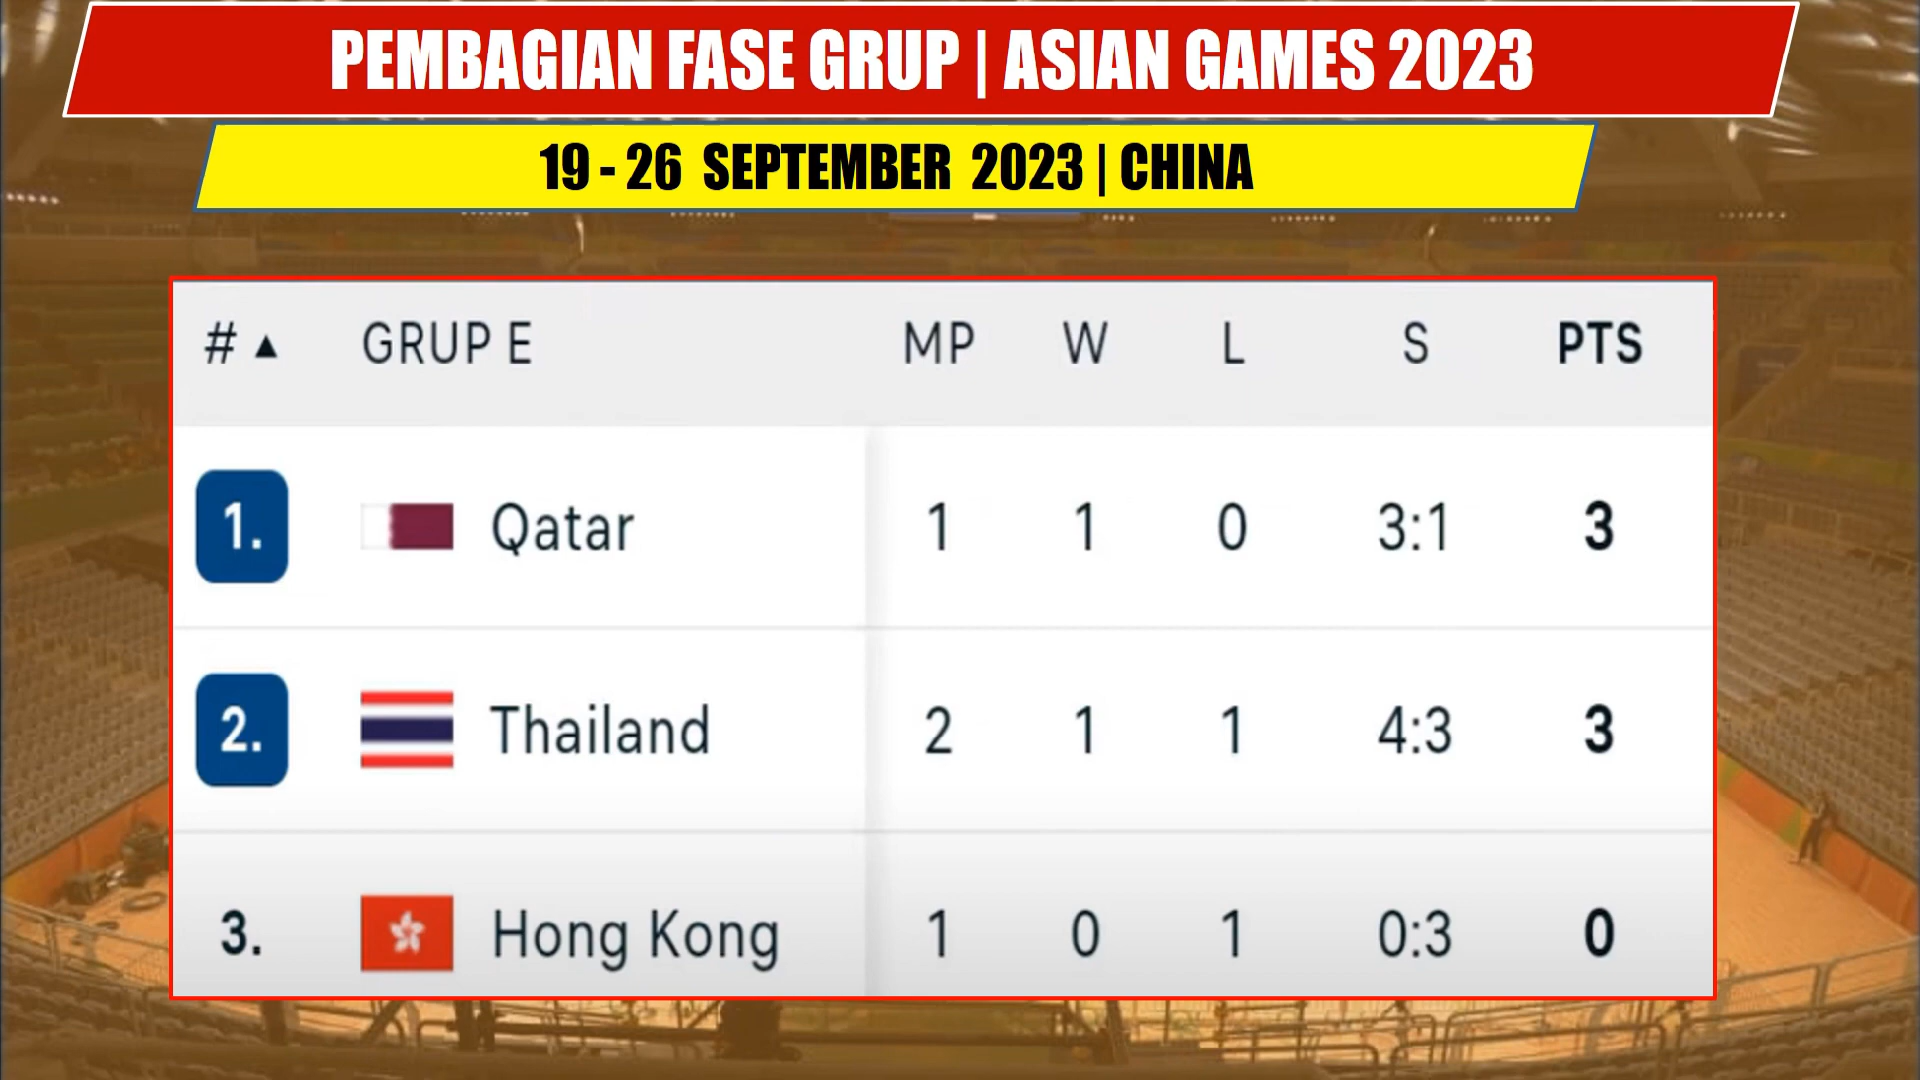 PEMBAGIAN FASE GRUP | ASIAN GAMES 2023
19 - 26 SEPTEMBER 2023 | CHINA
# ▲ GRUP E MP W L S PTS
1. Qatar 1 1 0 3:1 3
2. Thailand 2 1 1 4:3 3
3. Hong Kong 1 0 1 0:3 0